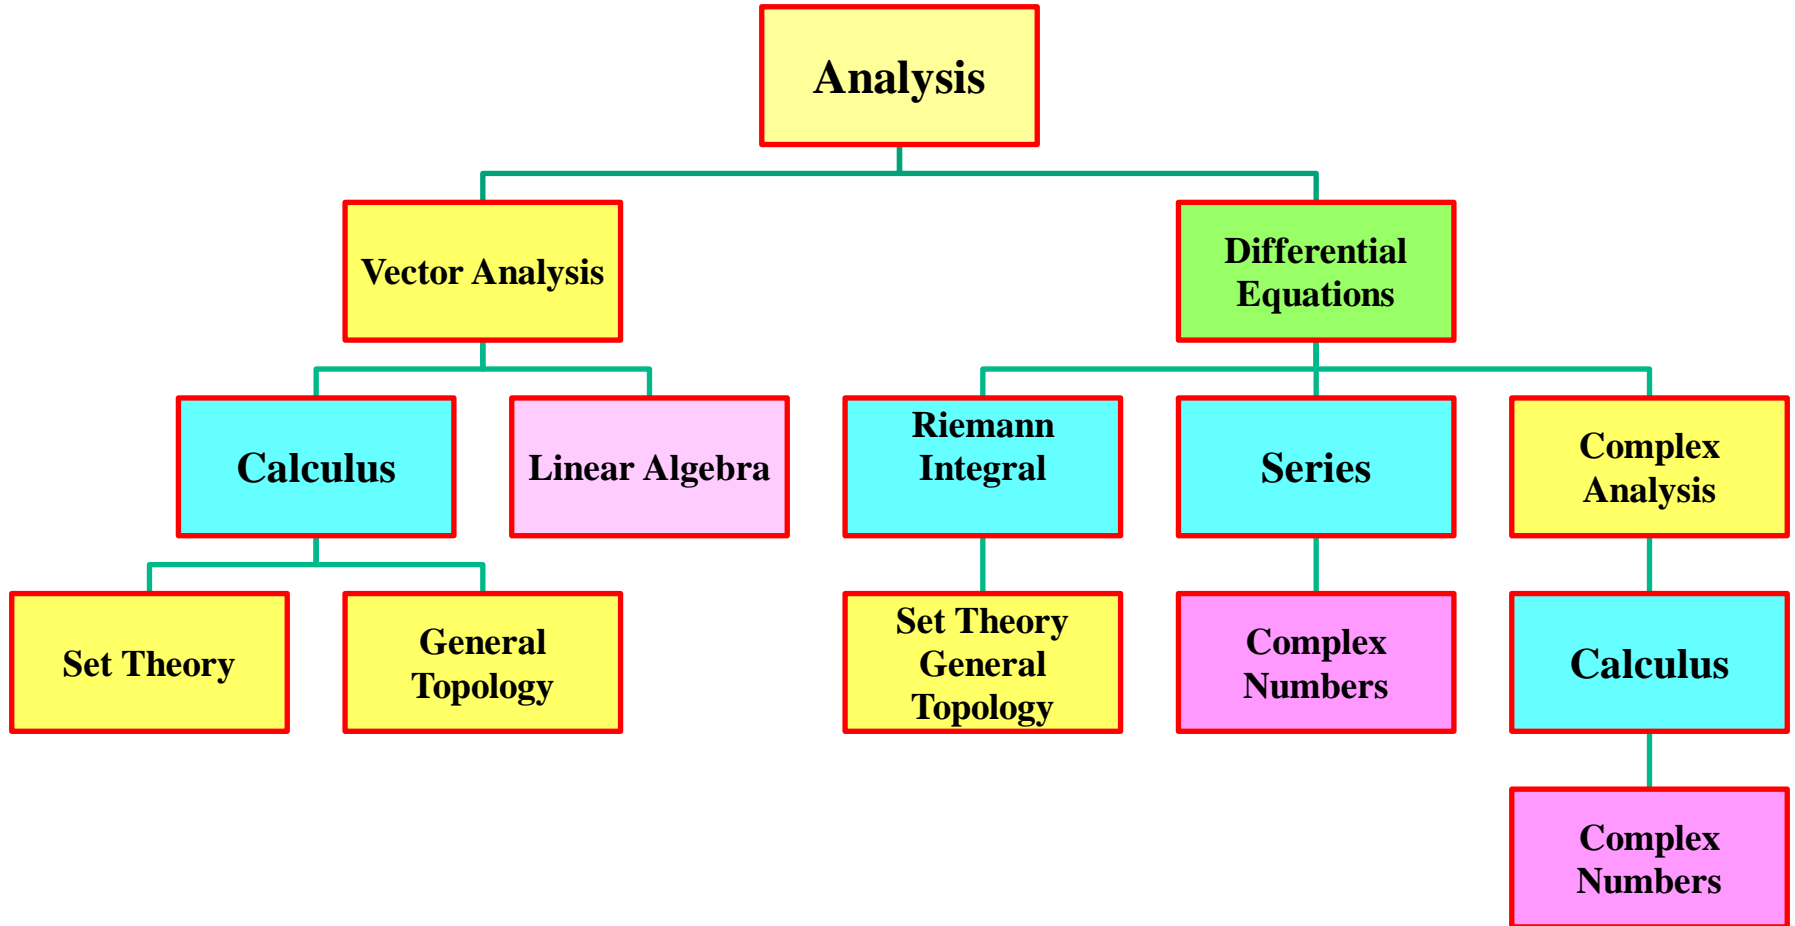 Analysis
Vector Analysis
Differential
Equations
Calculus
Linear Algebra
Riemann
Integral
Series
Complex
Analysis
Set Theory
General
Topology
Set Theory
General
Topology
Complex
Numbers
Calculus
Complex
Numbers